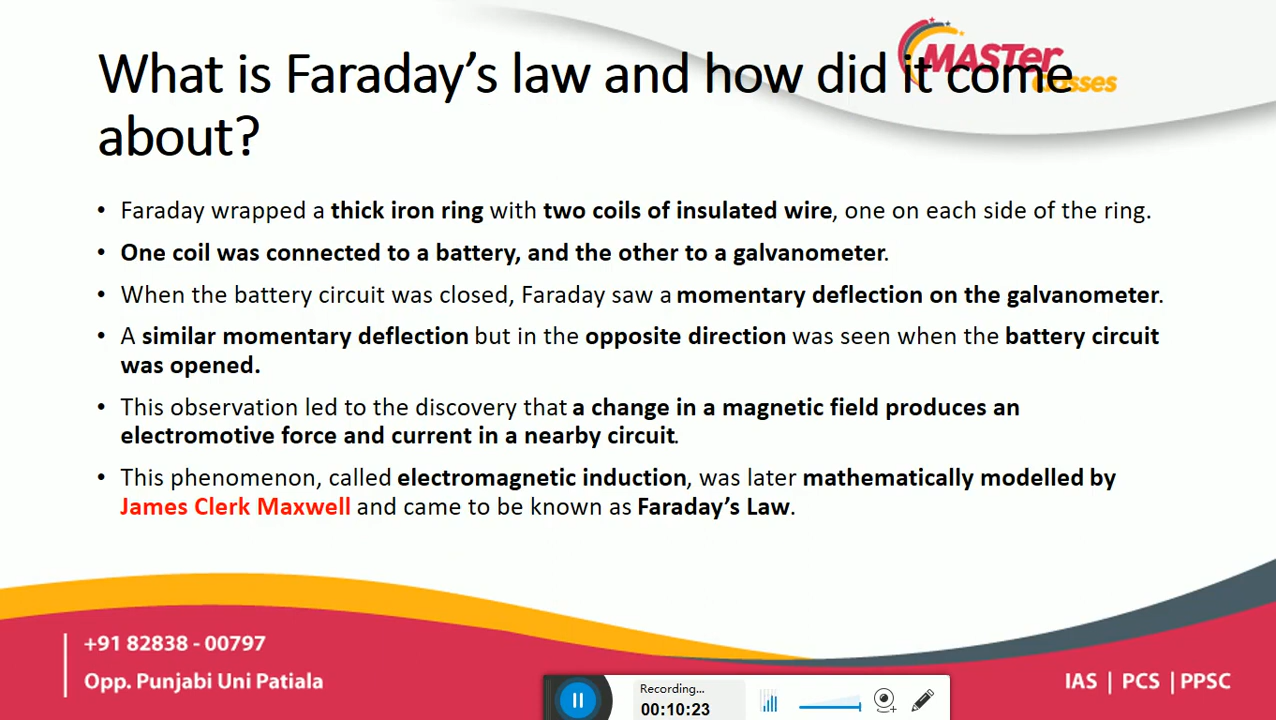 What is Faraday’s law and how did it come
about?
MASTer
Classes
• Faraday wrapped a thick iron ring with two coils of insulated wire, one on each side of the ring.
• One coil was connected to a battery, and the other to a galvanometer.
• When the battery circuit was closed, Faraday saw a momentary deflection on the galvanometer.
• A similar momentary deflection but in the opposite direction was seen when the battery circuit
was opened.
• This observation led to the discovery that a change in a magnetic field produces an
electromotive force and current in a nearby circuit.
• This phenomenon, called electromagnetic induction, was later mathematically modelled by
James Clerk Maxwell and came to be known as Faraday’s Law.
+91 82838 - 00797
Opp. Punjabi Uni Patiala
IAS | PCS | PPSC
Recording...
00:10:23